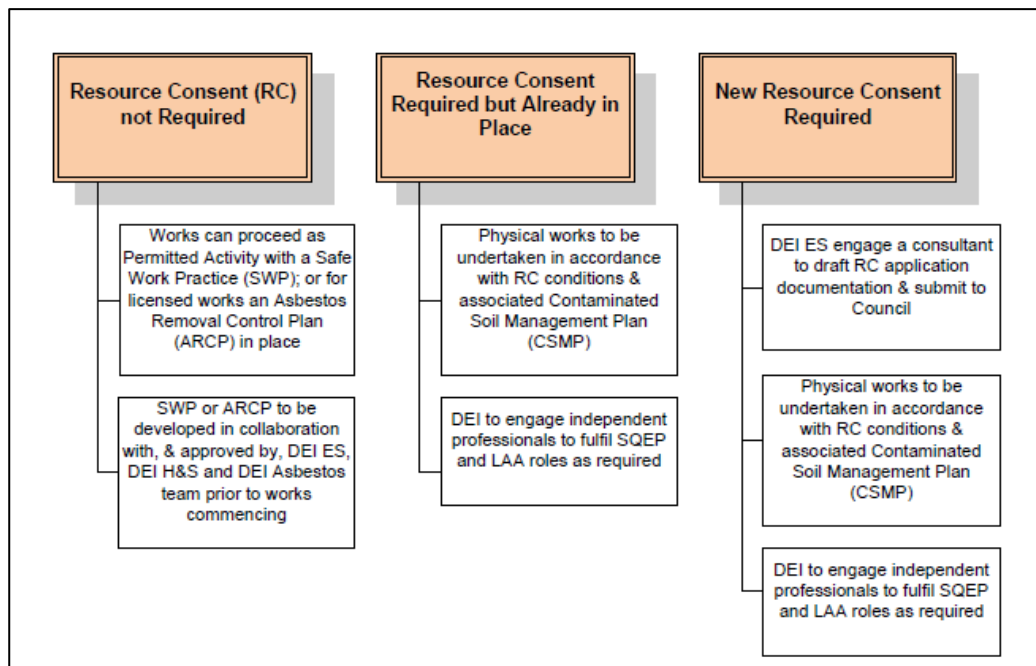 Resource Consent (RC)
not Required
Works can proceed as
Permitted Activity with a Safe
Work Practice (SWP); or for
licensed works an Asbestos
Removal Control Plan
(ARCP) in place
SWP or ARCP to be
developed in collaboration
with, & approved by, DEI ES,
DEI H&S and DEI Asbestos
team prior to works
commencing
Resource Consent
Required but Already in
Place
Physical works to be
undertaken in accordance
with RC conditions &
associated Contaminated
Soil Management Plan
(CSMP)
DEI to engage independent
professionals to fulfil SQEP
and LAA roles as required
New Resource Consent
Required
DEI ES engage a consultant
to draft RC application
documentation & submit to
Council
Physical works to be
undertaken in accordance
with RC conditions &
associated Contaminated
Soil Management Plan
(CSMP)
DEI to engage independent
professionals to fulfil SQEP
and LAA roles as required